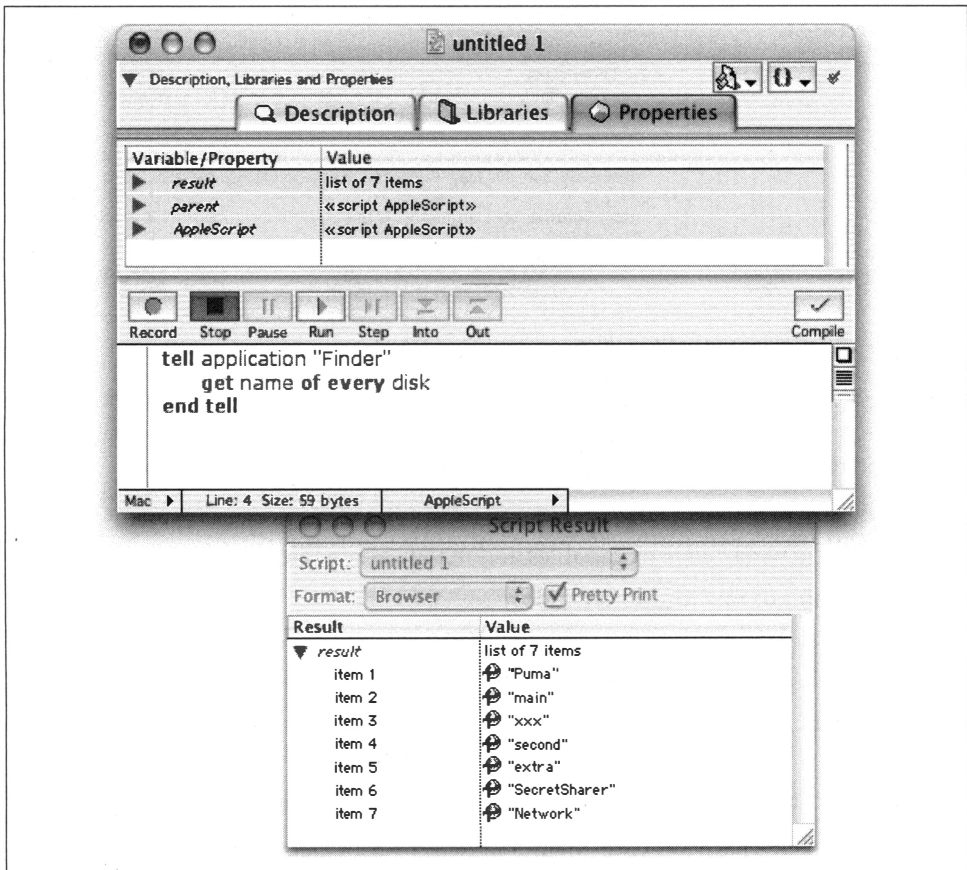 untitled 1
Description, Libraries and Properties
Description Libraries Properties
Variable/Property Value
result list of 7 items
parent «script AppleScript»
AppleScript «script AppleScript»
Record Stop Pause Run Step Into Out Compile
tell application "Finder"
get name of every disk
end tell
Mac Line: 4 Size: 59 bytes AppleScript
Script Result
Script: untitled 1
Format: Browser Pretty Print
Result Value
result list of 7 items
item 1 "Puma"
item 2 "main"
item 3 "xxx"
item 4 "second"
item 5 "extra"
item 6 "SecretSharer"
item 7 "Network"